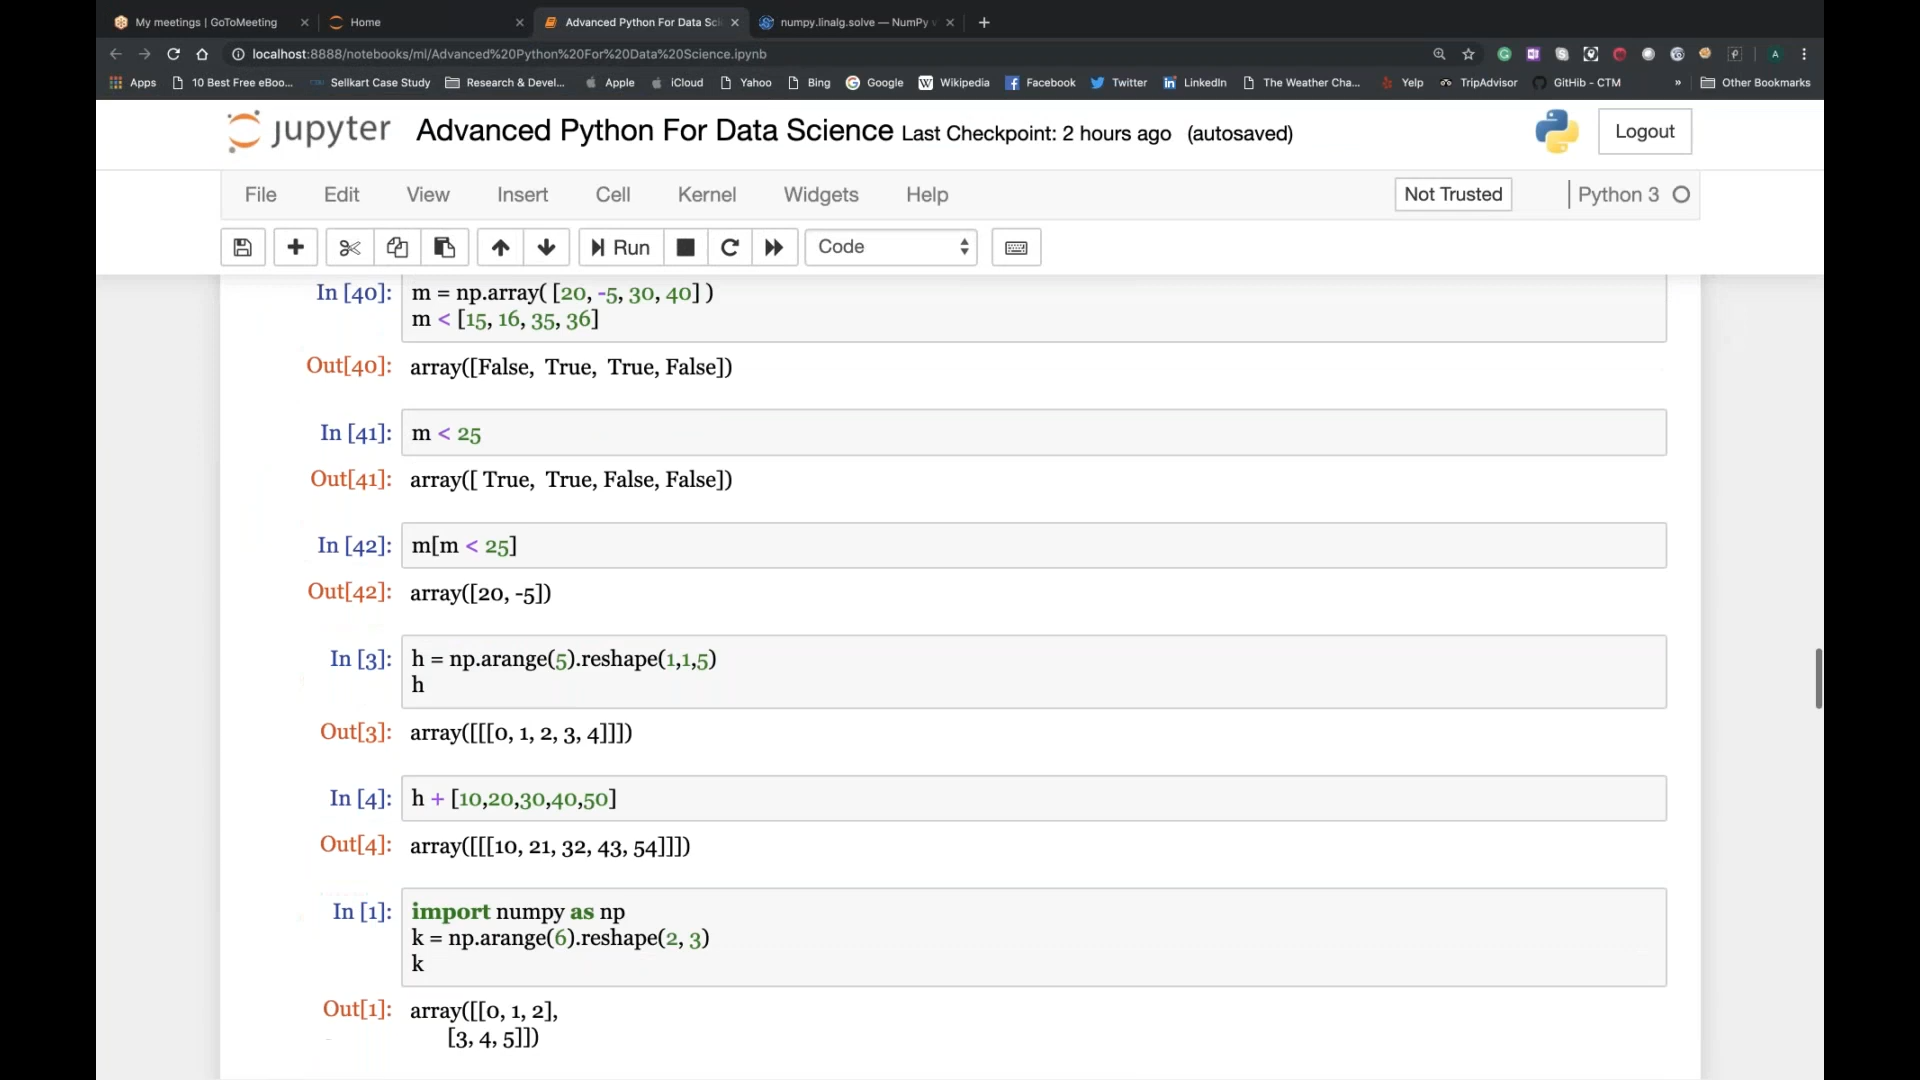 My meetings | GoToMeeting
Home
Advanced Python For Data Sci
numpy.linalg.solve — NumPy v
localhost:8888/notebooks/ml/Advanced%20Python%20For%20Data%20Science.ipynb
Apps 10 Best Free eBoo... Sellkart Case Study Research & Devel... Apple iCloud Yahoo Bing Google Wikipedia Facebook Twitter LinkedIn The Weather Cha... Yelp TripAdvisor GitHib - CTM » Other Bookmarks
jupyter Advanced Python For Data Science Last Checkpoint: 2 hours ago (autosaved)
Logout
File Edit View Insert Cell Kernel Widgets Help
Not Trusted
Python 3
Run
Code
In [40]: m = np.array( [20, -5, 30, 40] )
m < [15, 16, 35, 36]
Out[40]: array([False,  True,  True, False])
In [41]: m < 25
Out[41]: array([ True,  True, False, False])
In [42]: m[m < 25]
Out[42]: array([20, -5])
In [3]: h = np.arange(5).reshape(1,1,5)
h
Out[3]: array([[[0, 1, 2, 3, 4]]])
In [4]: h + [10,20,30,40,50]
Out[4]: array([[[10, 21, 32, 43, 54]]])
In [1]: import numpy as np
k = np.arange(6).reshape(2, 3)
k
Out[1]: array([[0, 1, 2],
[3, 4, 5]])